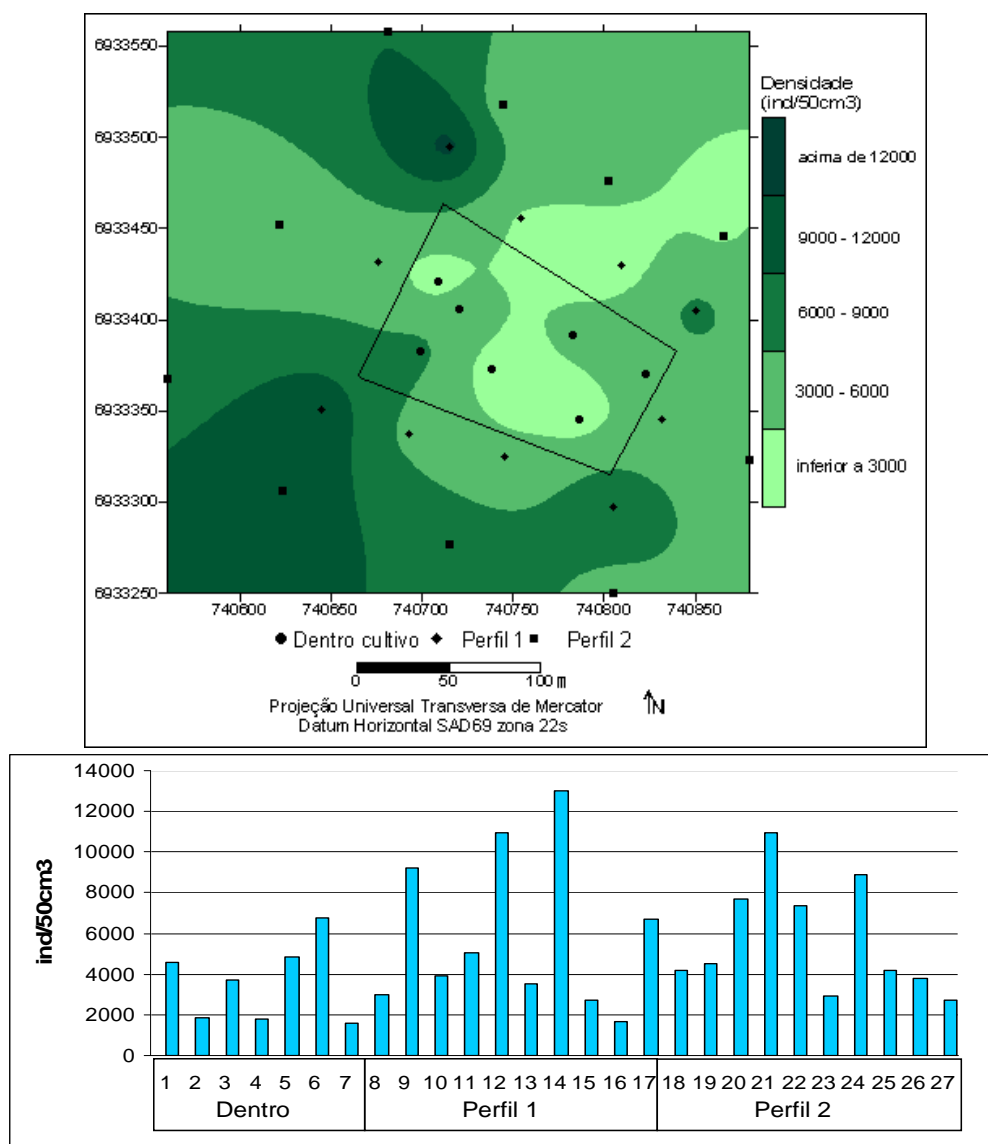 6933550
6933500
6933450
6933400
6933350
6933300
6933250
740600 740650 740700 740750 740800 740850
Densidade
(ind/50cm3)
acima de 12000
9000 - 12000
6000 - 9000
3000 - 6000
inferior a 3000
Dentro cultivo Perfil 1 Perfil 2
0 50 100 m
Projeção Universal Transversa de Mercator
Datum Horizontal SAD69 zona 22s
N
ind/50cm3
14000
12000
10000
8000
6000
4000
2000
0
1 2 3 4 5 6 7 8 9 10 11 12 13 14 15 16 17 18 19 20 21 22 23 24 25 26 27
Dentro Perfil 1 Perfil 2